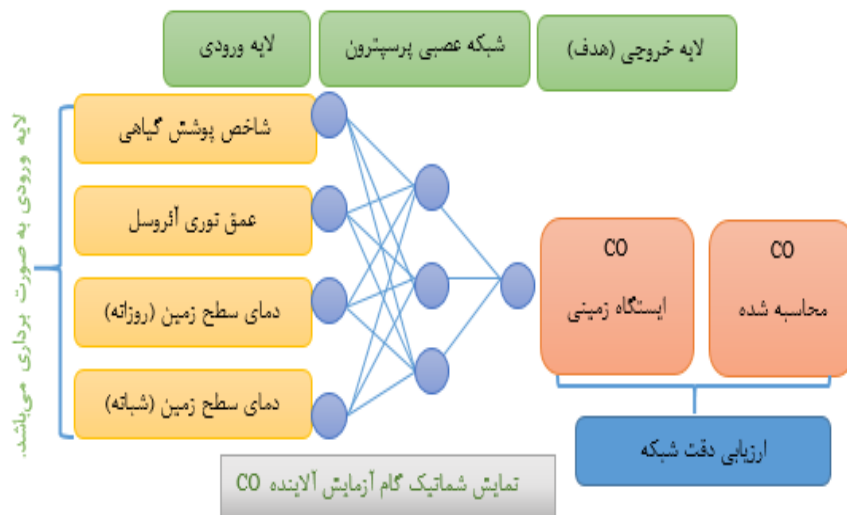 لایه ورودی
شبکه عصبی پرسپترون
لایه خروجی (هدف)
لایه ورودی به صورت برداری می‌باشد.
شاخص پوشش گیاهی
عمق نوری آئروسل
دمای سطح زمین (روزانه)
دمای سطح زمین (شبانه)
CO
ایستگاه زمینی
CO
محاسبه شده
ارزیابی دقت شبکه
نمایش شماتیک گام آزمایش آلاینده CO